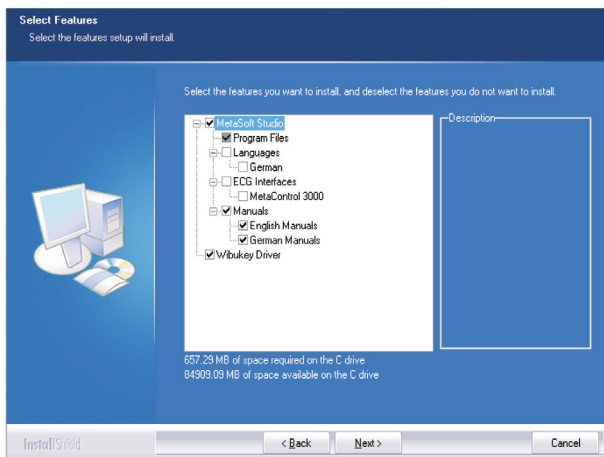 Select Features
Select the features setup will install.
Select the features you want to install, and deselect the features you do not want to install.
MetaSoft Studio
Program Files
Languages
German
ECG Interfaces
MetaControl 3000
Manuals
English Manuals
German Manuals
Wibukey Driver
Description
657.29 MB of space required on the C drive
84909.09 MB of space available on the C drive
InstallShield
< Back Next > Cancel